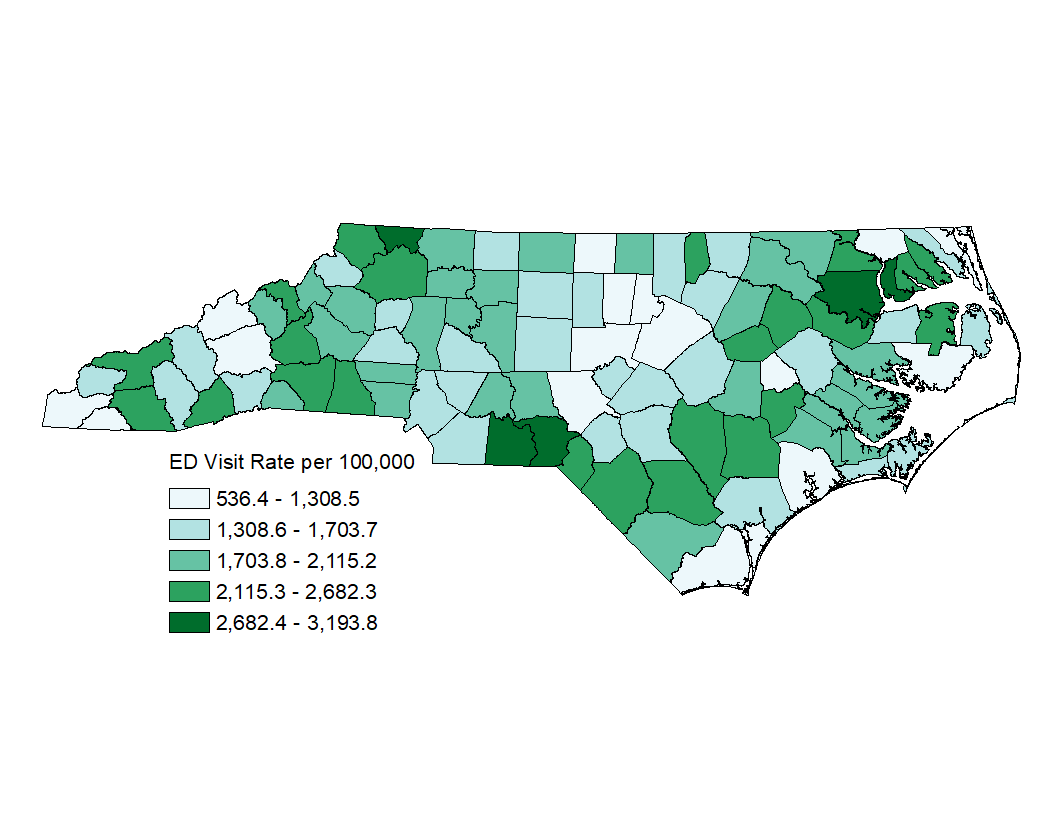 ED Visit Rate per 100,000
536.4 - 1,308.5
1,308.6 - 1,703.7
1,703.8 - 2,115.2
2,115.3 - 2,682.3
2,682.4 - 3,193.8